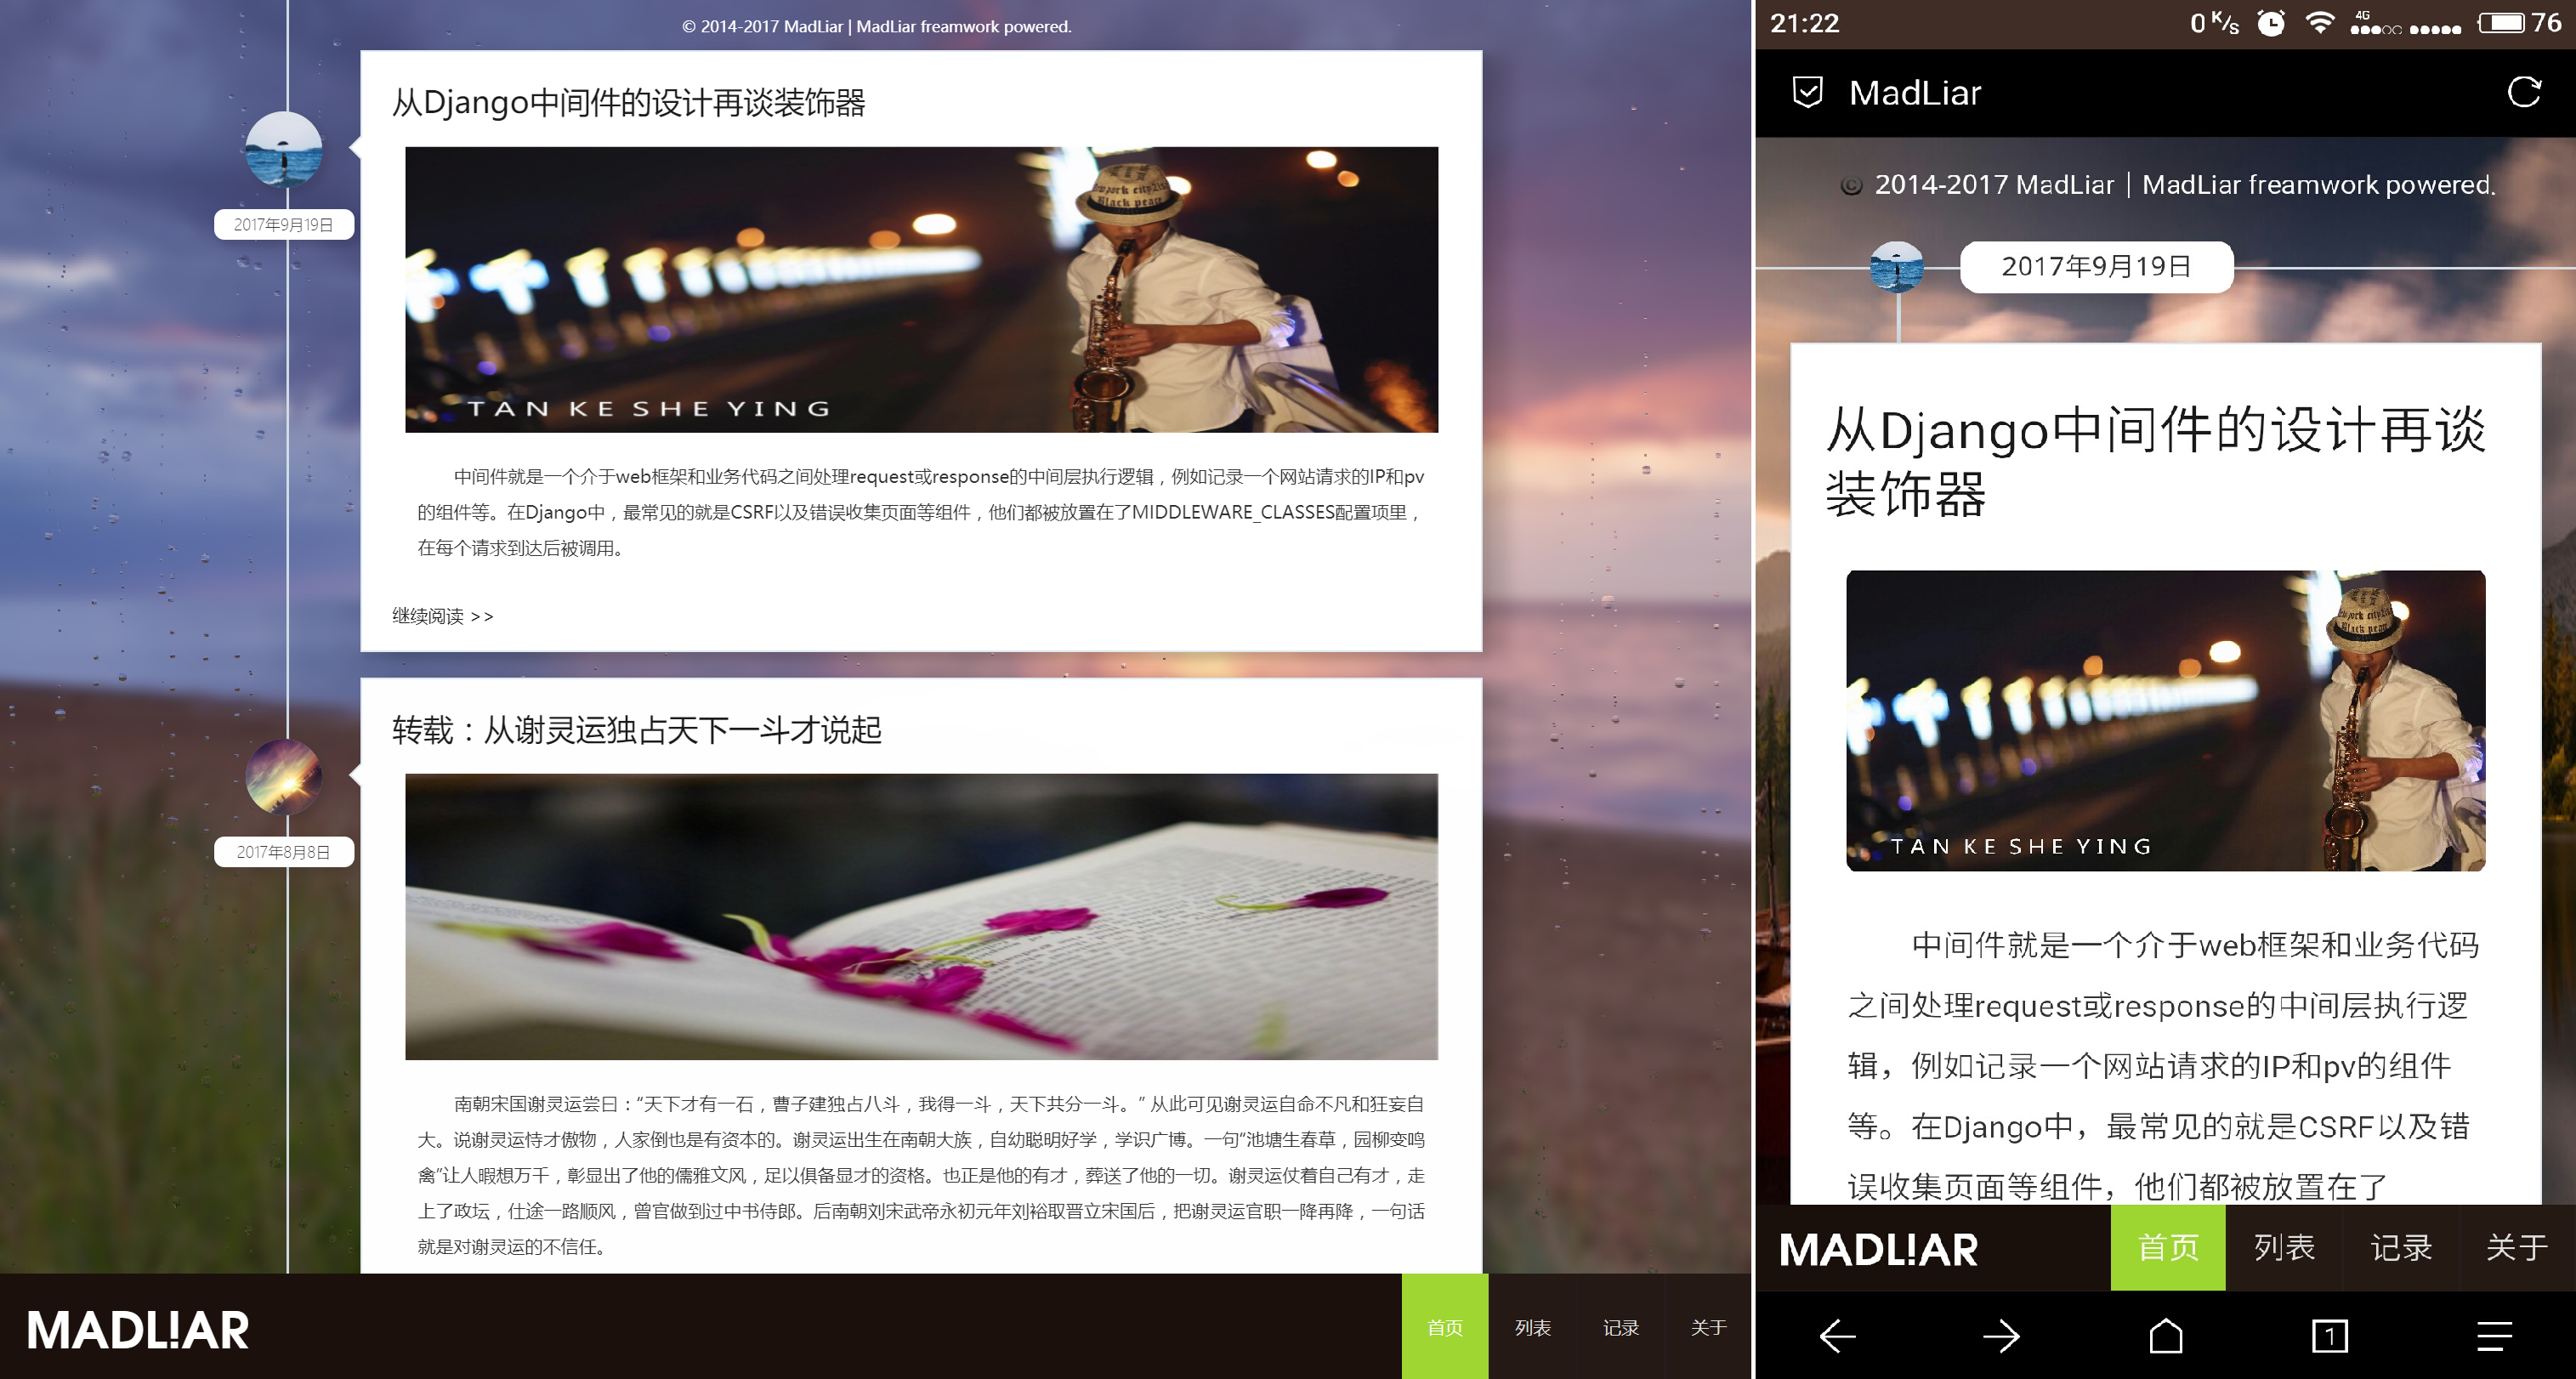 © 2014-2017 MadLiar | MadLiar freamwork powered.
从Django中间件的设计再谈装饰器
2017年9月19日
TAN KE SHE YING
中间件就是一个介于web框架和业务代码之间处理request或response的中间层执行逻辑，例如记录一个网站请求的IP和pv
的组件等。在Django中，最常见的就是CSRF以及错误收集页面等组件，他们都被放置在了MIDDLEWARE_CLASSES配置项里，
在每个请求到达后被调用。
继续阅读 >>
转载：从谢灵运独占天下一斗才说起
2017年8月8日
南朝宋国谢灵运尝日：“天下才有一石，曹子建独占八斗，我得一斗，天下共分一斗。” 从此可见谢灵运自命不凡和狂妄自
大。说谢灵运恃才傲物，人家倒也是有资本的。谢灵运出生在南朝大族，自幼聪明好学，学识广博。一句“池塘生春草，园柳变鸣
禽”让人暇想万千，彰显出了他的儒雅文风，足以俱备显才的资格。也正是他的有才，葬送了他的一切。谢灵运仗着自己有才，走
上了政坛，仕途一路顺风，曾官做到过中书侍郎。后南朝刘宋武帝永初元年刘裕取晋立宋国后，把谢灵运官职一降再降，一句话
就是对谢灵运的不信任。
MADL!AR
首页
列表
记录
关于
21:22
0 K/s
4G
76
MadLiar
© 2014-2017 MadLiar | MadLiar freamwork powered.
2017年9月19日
从Django中间件的设计再谈
装饰器
New york city
Black peac
TAN KE SHE YING
中间件就是一个介于web框架和业务代码
之间处理request或response的中间层执行逻
辑，例如记录一个网站请求的IP和pv的组件
等。在Django中，最常见的就是CSRF以及错
误收集页面等组件，他们都被放置在了
MADL!AR
首页
列表
记录
关于
1